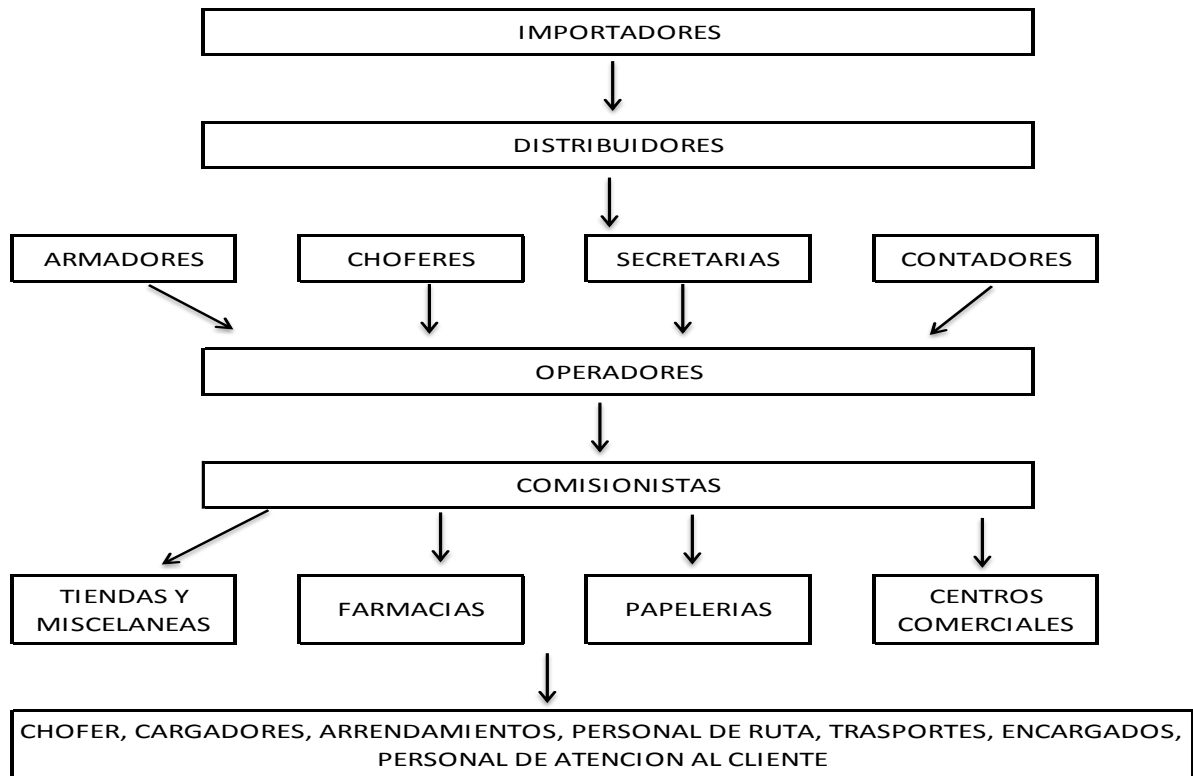 IMPORTADORES
DISTRIBUIDORES
ARMADORES
CHOFERES
SECRETARIAS
CONTADORES
OPERADORES
COMISIONISTAS
TIENDAS Y
MISCELANEAS
FARMACIAS
PAPELERIAS
CENTROS
COMERCIALES
CHOFER, CARGADORES, ARRENDAMIENTOS, PERSONAL DE RUTA, TRASPORTES, ENCARGADOS,
PERSONAL DE ATENCION AL CLIENTE